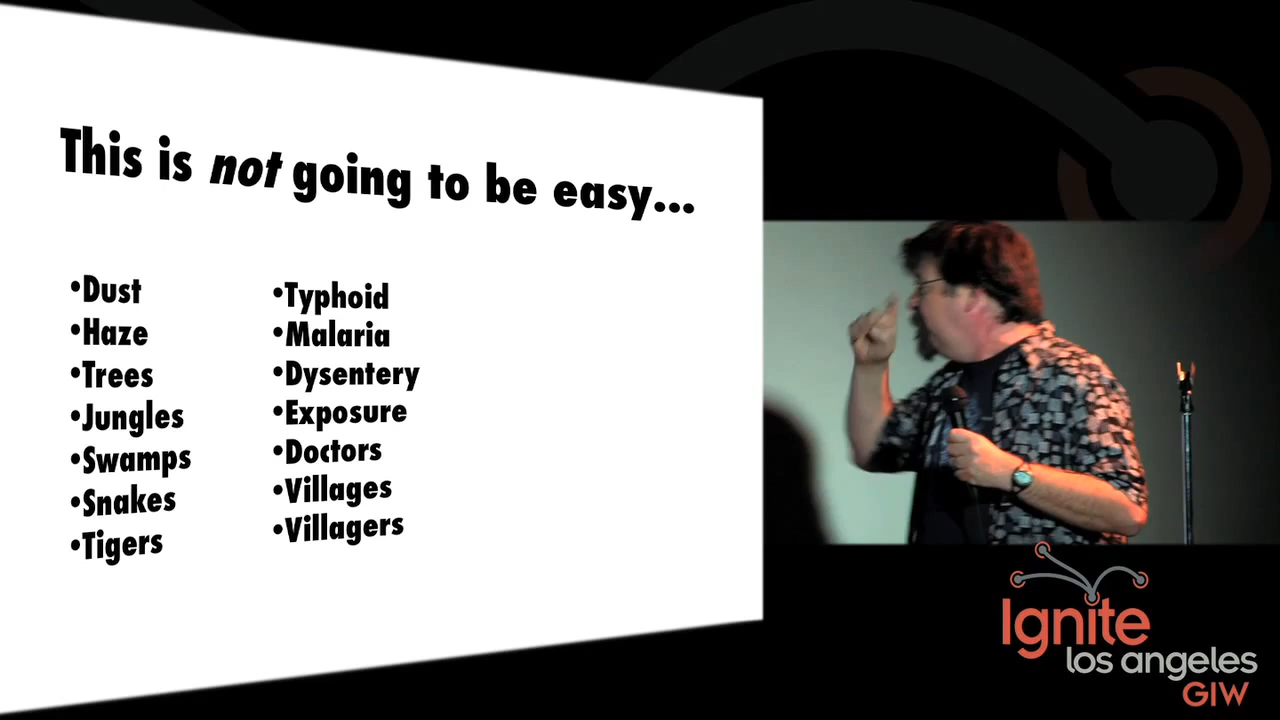 This is not going to be easy...
•Dust
•Haze
•Trees
•Jungles
•Swamps
•Snakes
•Tigers
•Typhoid
•Malaria
•Dysentery
•Exposure
•Doctors
•Villages
•Villagers
Ignite
los angeles
GIW